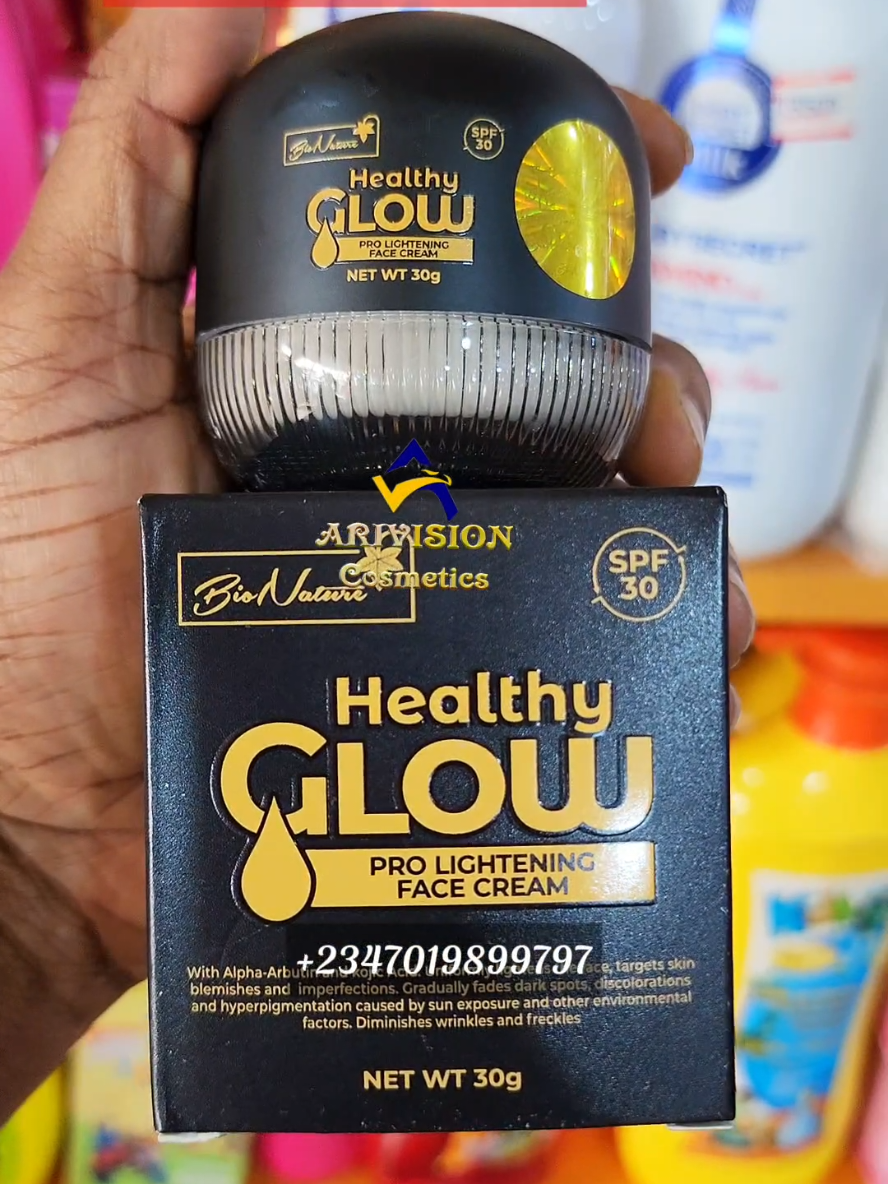 BioNature
SPF
30
Healthy
GLOW
PRO LIGHTENING
FACE CREAM
NET WT 30g
ARIVISION
Cosmetics
BioNature
SPF
30
Healthy
GLOW
PRO LIGHTENING
FACE CREAM
+2347019899797
With Alpha-Arbutin and Kojic Acid. Uniformly lightens face, targets skin
blemishes and imperfections. Gradually fades dark spots, discolorations
and hyperpigmentation caused by sun exposure and other environmental
factors. Diminishes wrinkles and freckles
NET WT 30g